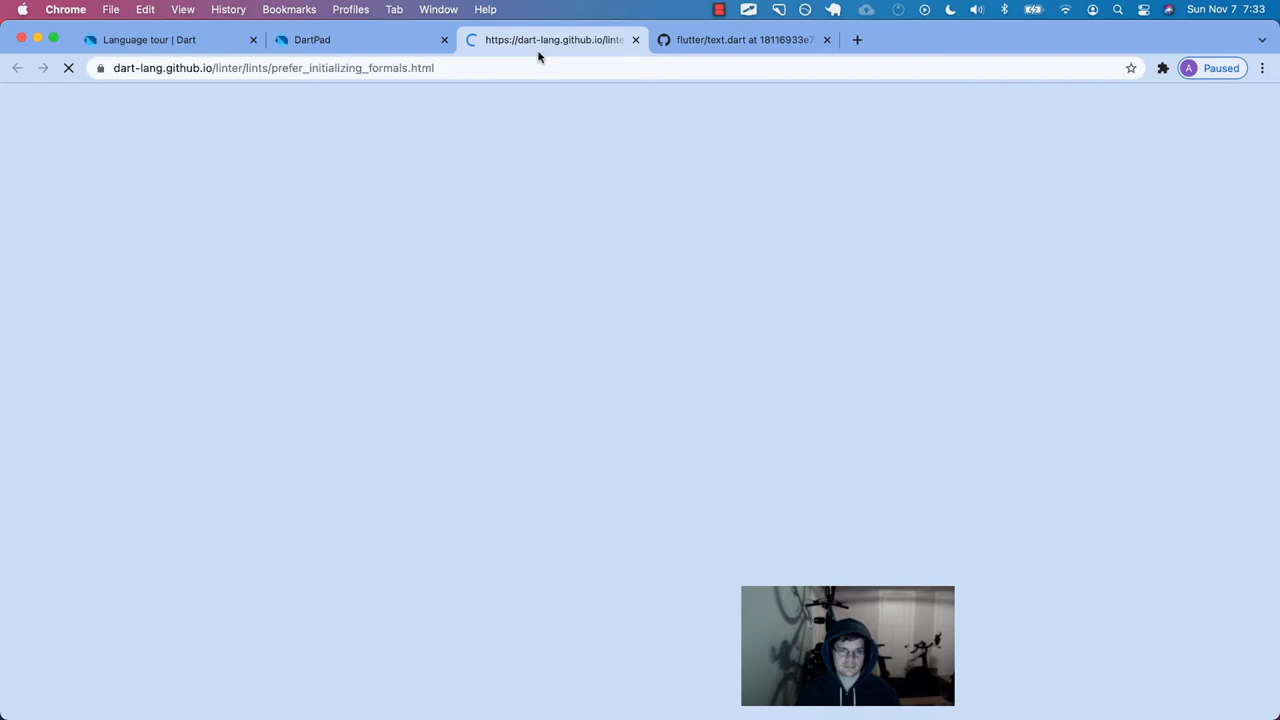 Chrome File Edit View History Bookmarks Profiles Tab Window Help Sun Nov 7 7:33
Language tour | Dart DartPad https://dart-lang.github.io/linte flutter/text.dart at 18116933e7
dart-lang.github.io/linter/lints/prefer_initializing_formals.html A Paused